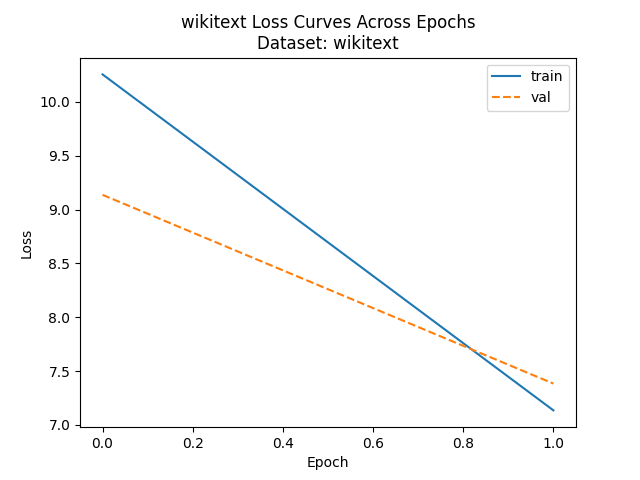 wikitext Loss Curves Across Epochs
Dataset: wikitext
train
val
10.0
9.5
9.0
8.5
8.0
7.5
7.0
Loss
0.0 0.2 0.4 0.6 0.8 1.0
Epoch